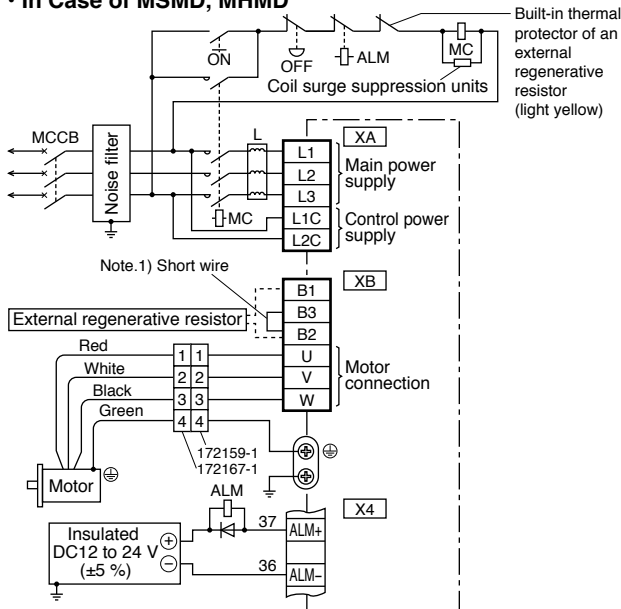 • In Case of MSMD, MHMD
Built-in thermal
protector of an
external
regenerative
resistor
(light yellow)
ON
OFF
ALM
MC
Coil surge suppression units
MCCB
Noise filter
L
XA
L1
L2
L3
Main power
supply
L1C
L2C
Control power
supply
MC
Note.1) Short wire
XB
B1
B3
B2
External regenerative resistor
Red
1 1
U
White
2 2
V
Motor
connection
Black
3 3
W
Green
4 4
172159-1
172167-1
Motor
ALM
X4
Insulated
DC12 to 24 V
(±5 %)
+
−
37
ALM+
36
ALM−